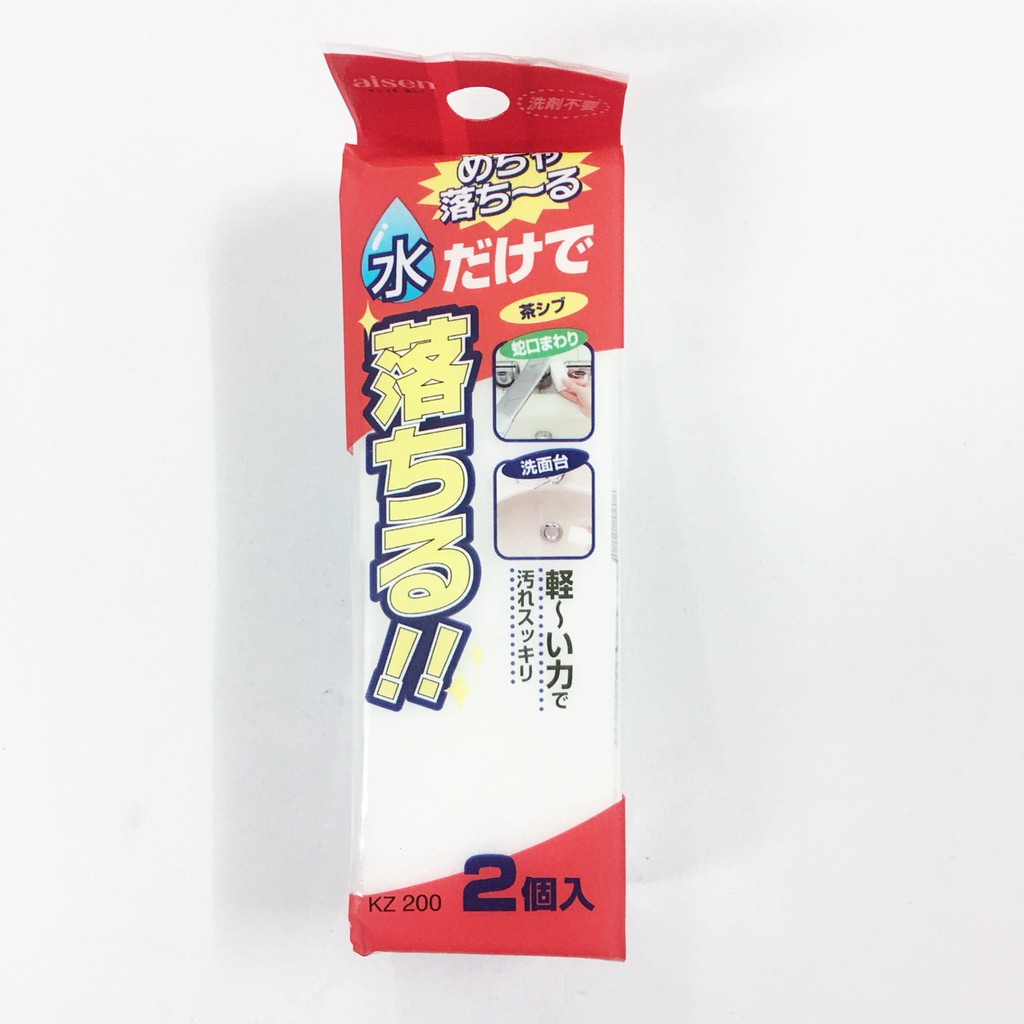 aisen
洗剤不要
めちゃ
落ち〜る
水だけで
落ちる!!
茶シブ
蛇口まわり
洗面台
軽〜い力で
汚れスッキリ
KZ 200
2個入